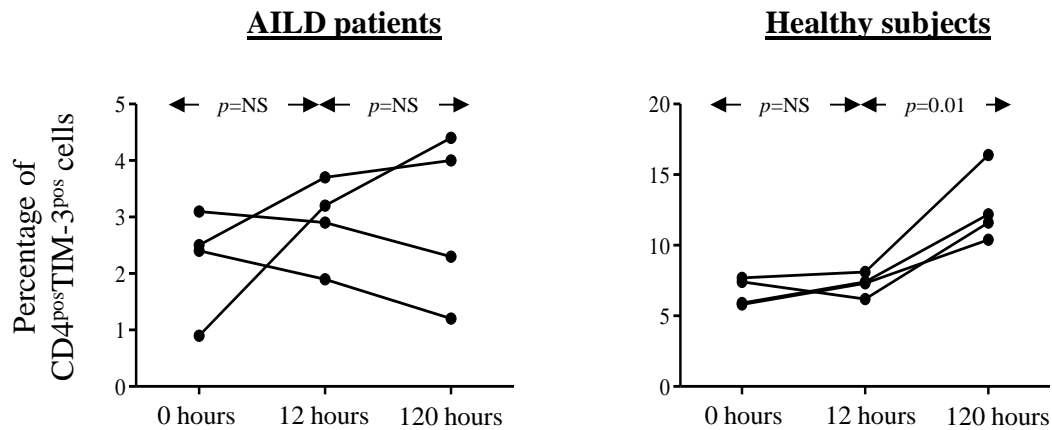 AILD patients
Healthy subjects
Percentage of
CD4posTIM-3pos cells
5
4
3
2
1
0
p=NS
p=NS
0 hours
12 hours
120 hours
20
15
10
5
0
p=NS
p=0.01
0 hours
12 hours
120 hours